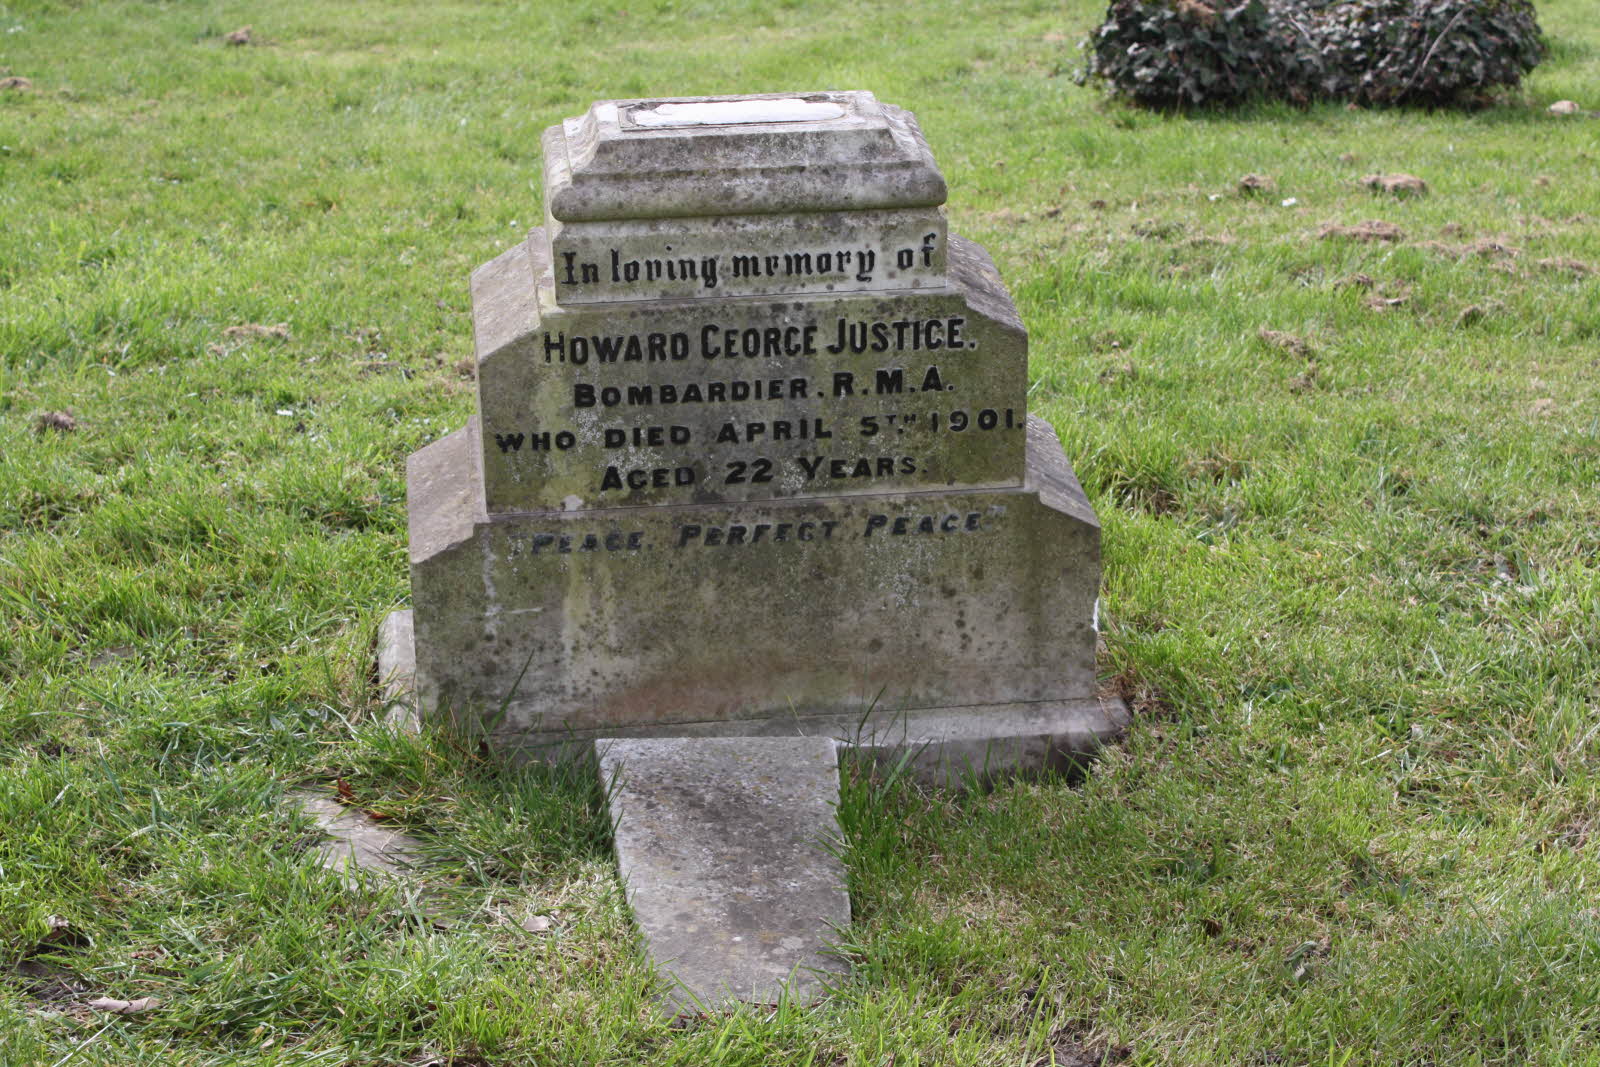 In loving memory of
HOWARD GEORGE JUSTICE.
BOMBARDIER. R.M.A.
WHO DIED APRIL 5TH 1901.
AGED 22 YEARS.
"PEACE, PERFECT PEACE"